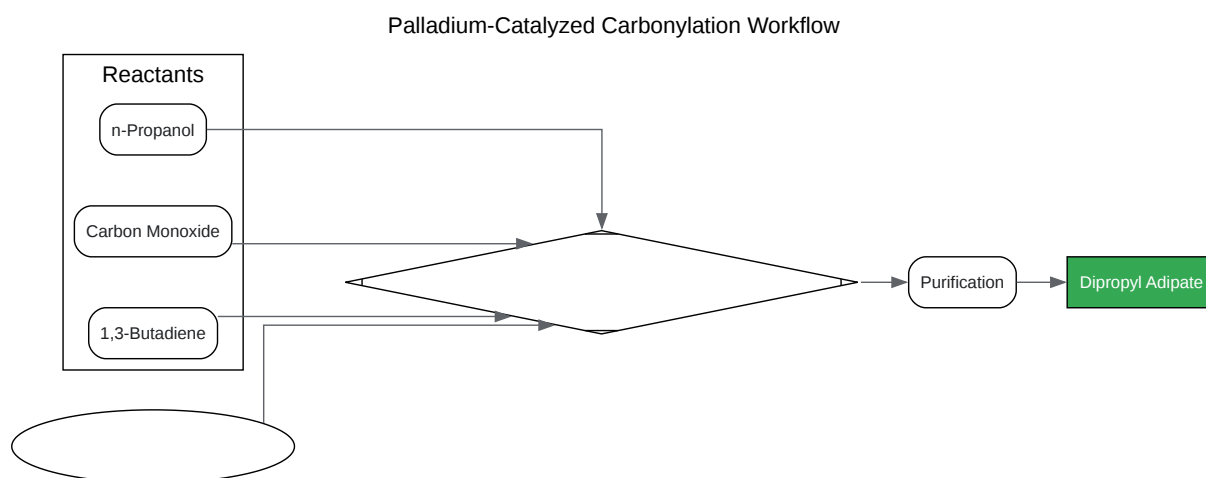 Palladium-Catalyzed Carbonylation Workflow
Reactants
n-Propanol
Carbon Monoxide
1,3-Butadiene
Purification
Dipropyl Adipate